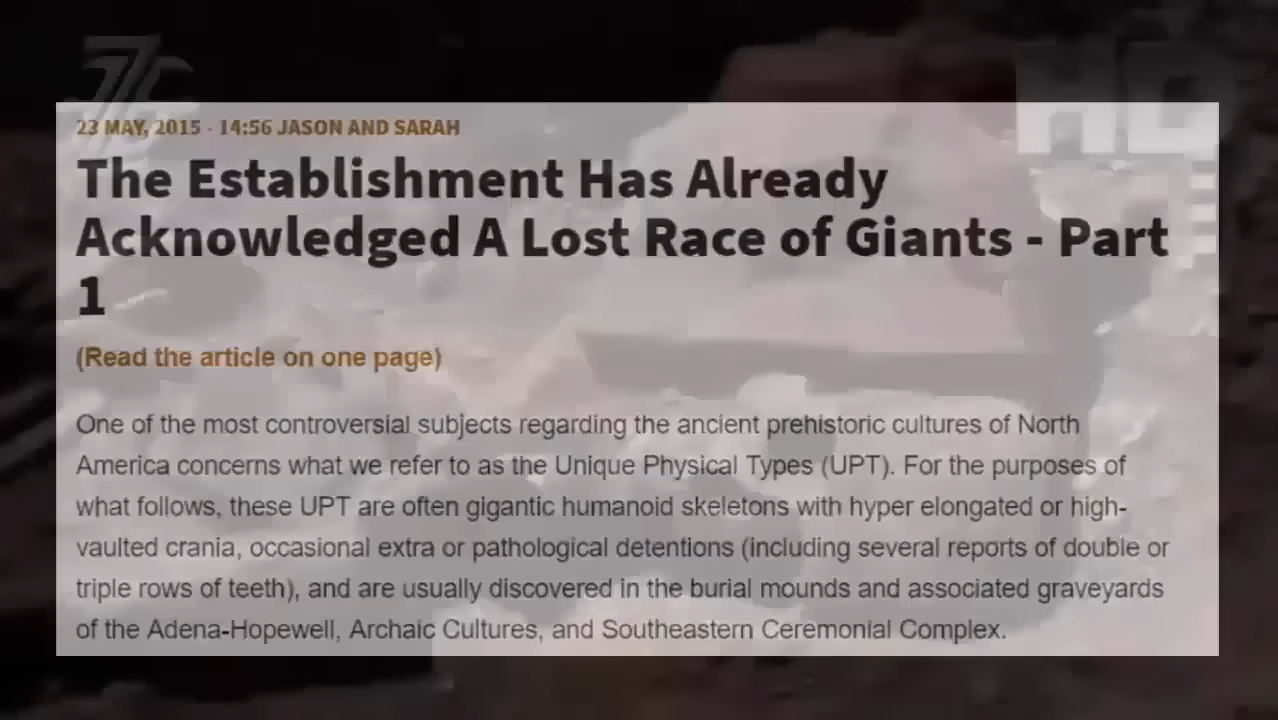 HD
23 MAY, 2015 - 14:56 JASON AND SARAH
The Establishment Has Already
Acknowledged A Lost Race of Giants - Part
1
(Read the article on one page)
One of the most controversial subjects regarding the ancient prehistoric cultures of North
America concerns what we refer to as the Unique Physical Types (UPT). For the purposes of
what follows, these UPT are often gigantic humanoid skeletons with hyper elongated or high-
vaulted crania, occasional extra or pathological detentions (including several reports of double or
triple rows of teeth), and are usually discovered in the burial mounds and associated graveyards
of the Adena-Hopewell, Archaic Cultures, and Southeastern Ceremonial Complex.